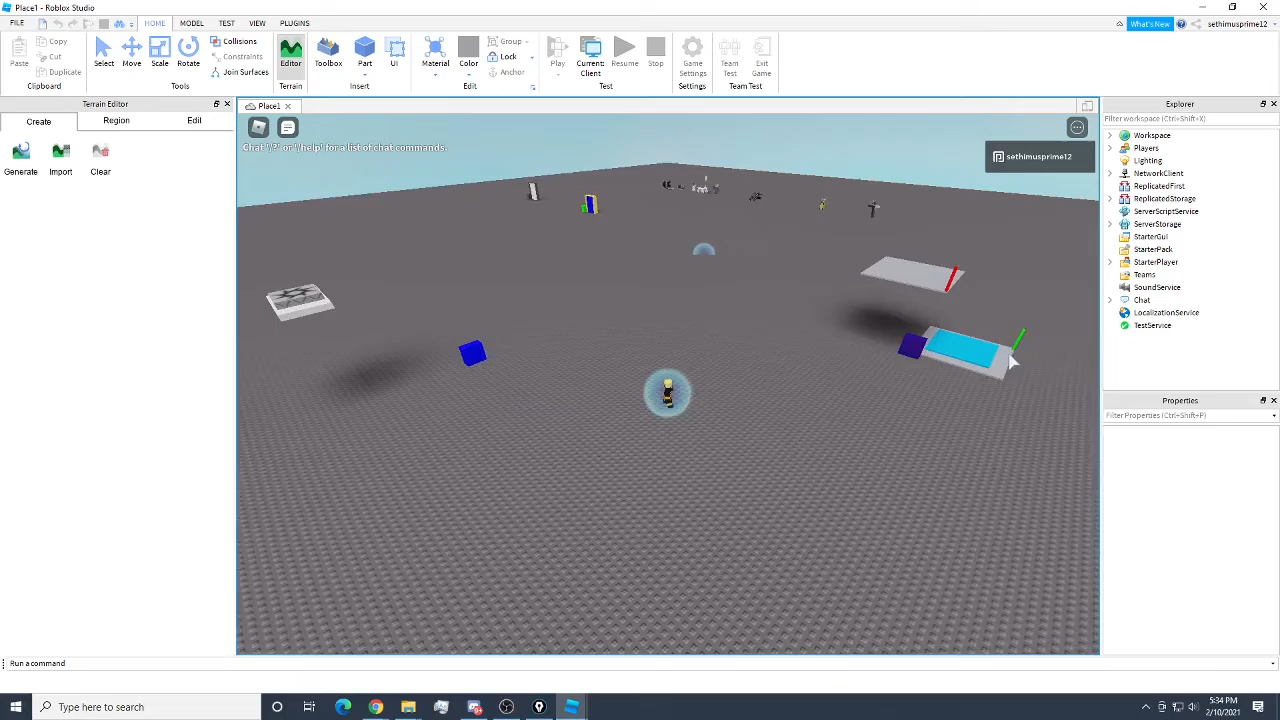 Place1 - Roblox Studio
FILE HOME MODEL TEST VIEW PLUGINS What's New sethimusprime12
Paste Copy Cut Duplicate Select Move Scale Rotate Collisions Constraints Join Surfaces Editor Toolbox Part UI Material Color Group Lock Anchor Play Current: Client Resume Stop Game Settings Team Test Exit Game
Clipboard Tools Terrain Insert Edit Test Settings Team Test
Terrain Editor
Create Region Edit
Generate Import Clear
Place1
Chat '/?' or '/help' for a list of chat commands.
sethimusprime12
Explorer
Filter workspace (Ctrl+Shift+X)
Workspace
Players
Lighting
NetworkClient
ReplicatedFirst
ReplicatedStorage
ServerScriptService
ServerStorage
StarterGui
StarterPack
StarterPlayer
Teams
SoundService
Chat
LocalizationService
TestService
Properties
Filter Properties (Ctrl+Shift+P)
Run a command
Type here to search
5:34 PM
2/10/2021